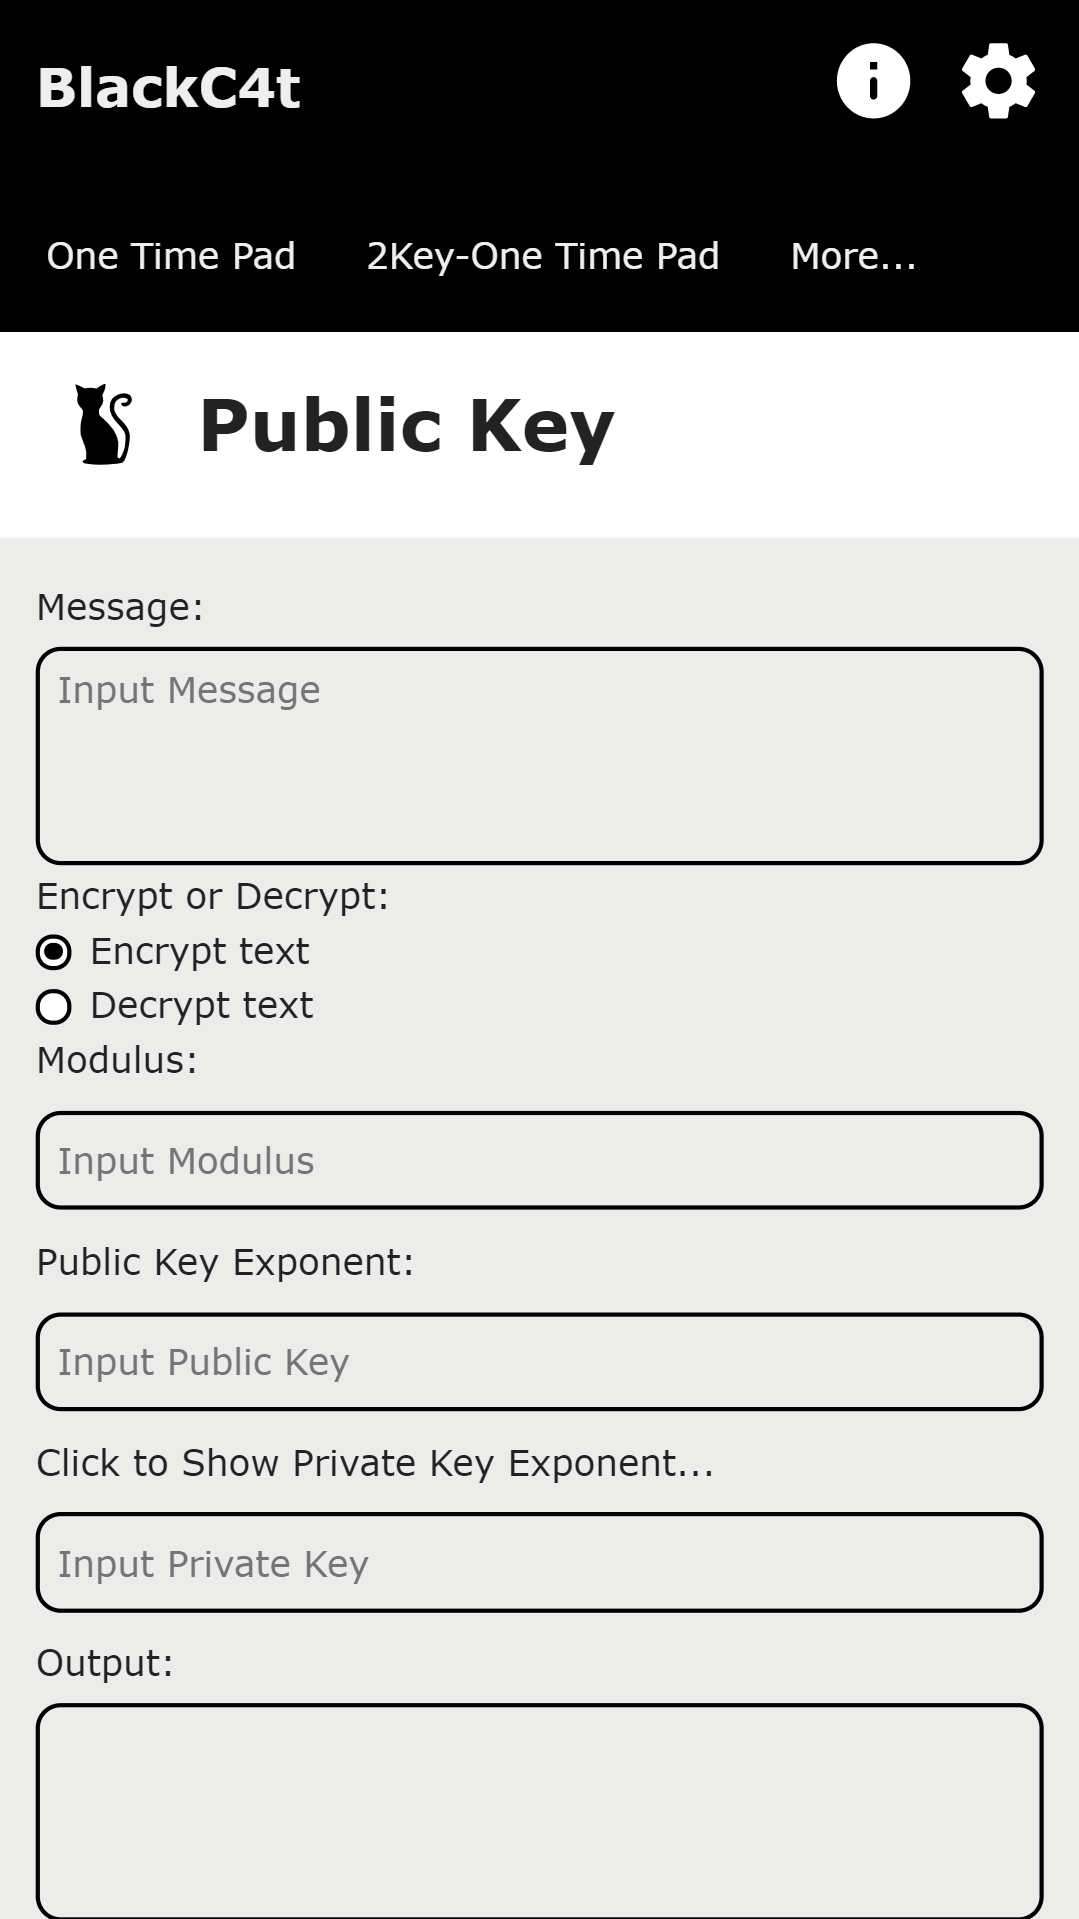 BlackC4t
One Time Pad 2Key-One Time Pad More...
Public Key
Message:
Input Message
Encrypt or Decrypt:
Encrypt text
Decrypt text
Modulus:
Input Modulus
Public Key Exponent:
Input Public Key
Click to Show Private Key Exponent...
Input Private Key
Output: